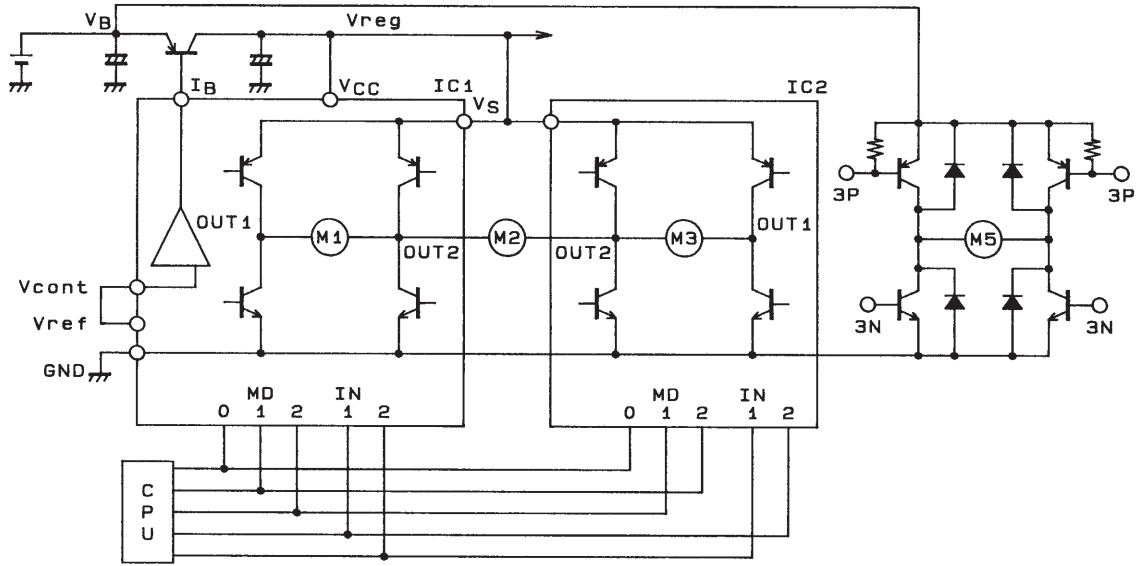 VB
Vreg
IB
VCC
IC1
VS
IC2
3P
3P
OUT1
M1
M2
M3
OUT1
M5
OUT2
OUT2
Vcont
Vref
3N
3N
GND
MD
IN
0 1 2 1 2
MD
IN
0 1 2 1 2
C
P
U